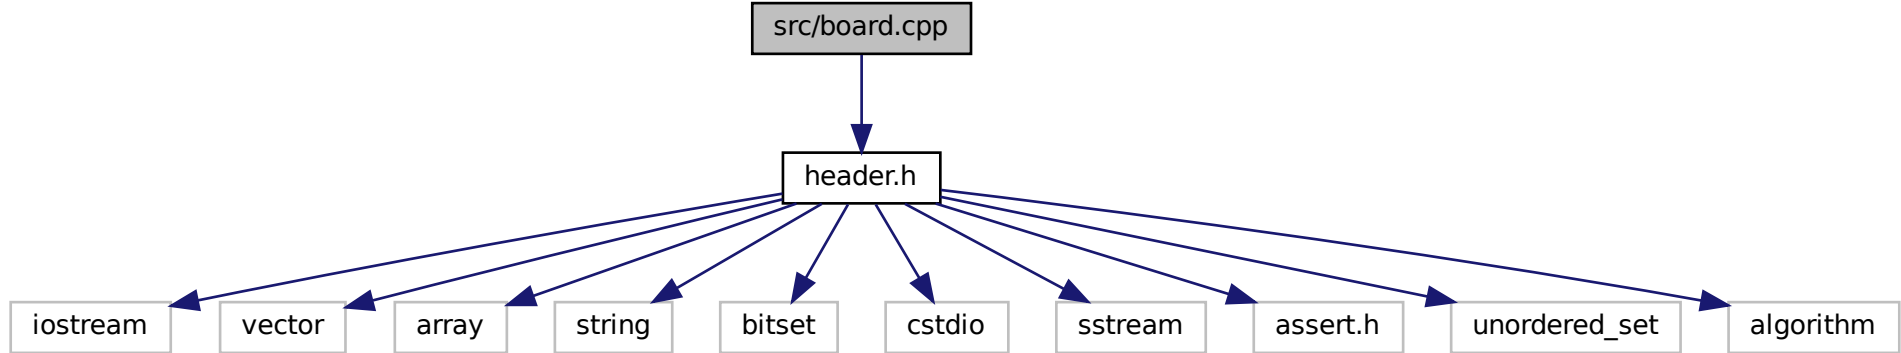 src/board.cpp
header.h
iostream
vector
array
string
bitset
cstdio
sstream
assert.h
unordered_set
algorithm